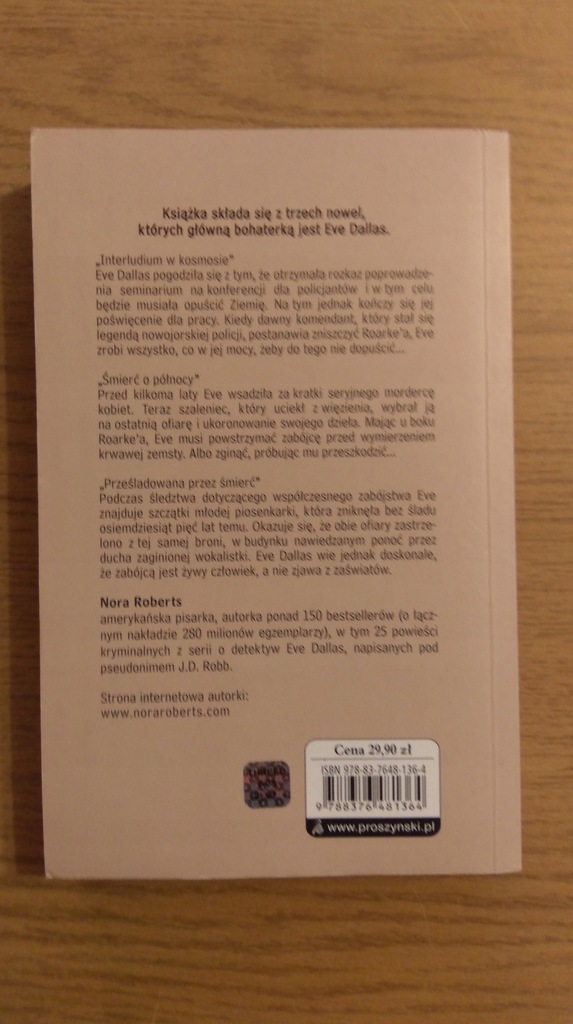 Książka składa się z trzech nowel,
których główną bohaterką jest Eve Dallas.
„Interludium w kosmosie”
Eve Dallas pogodziła się z tym, że otrzymała rozkaz poprowadze-
nia seminarium na konferencji dla policjantów i w tym celu
będzie musiała opuścić Ziemię. Na tym jednak kończy się jej
poświęcenie dla pracy. Kiedy dawny komendant, który stał się
legendą nowojorskiej policji, postanawia zniszczyć Roarke'a, Eve
zrobi wszystko, co w jej mocy, żeby do tego nie dopuścić...
„Śmierć o północy”
Przed kilkoma laty Eve wsadziła za kratki seryjnego mordercę
kobiet. Teraz szaleniec, który uciekł z więzienia, wybrał ją
na ostatnią ofiarę i ukoronowanie swojego dzieła. Mając u boku
Roarke'a, Eve musi powstrzymać zabójcę przed wymierzeniem
krwawej zemsty. Albo zginąć, próbując mu przeszkodzić...
„Prześladowana przez śmierć”
Podczas śledztwa dotyczącego współczesnego zabójstwa Eve
znajduje szczątki młodej piosenkarki, która zniknęła bez śladu
osiemdziesiąt pięć lat temu. Okazuje się, że obie ofiary zastrze-
lono z tej samej broni, w budynku nawiedzanym ponoć przez
ducha zaginionej wokalistki. Eve Dallas wie jednak doskonale,
że zabójcą jest żywy człowiek, a nie zjawa z zaświatów.
Nora Roberts
amerykańska pisarka, autorka ponad 150 bestsellerów (o łącz-
nym nakładzie 280 milionów egzemplarzy), w tym 25 powieści
kryminalnych z serii o detektyw Eve Dallas, napisanych pod
pseudonimem J.D. Robb.
Strona internetowa autorki:
www.noraroberts.com
Cena 29,90 zł
ISBN 978-83-7648-136-4
9 788376 481364
www.proszynski.pl